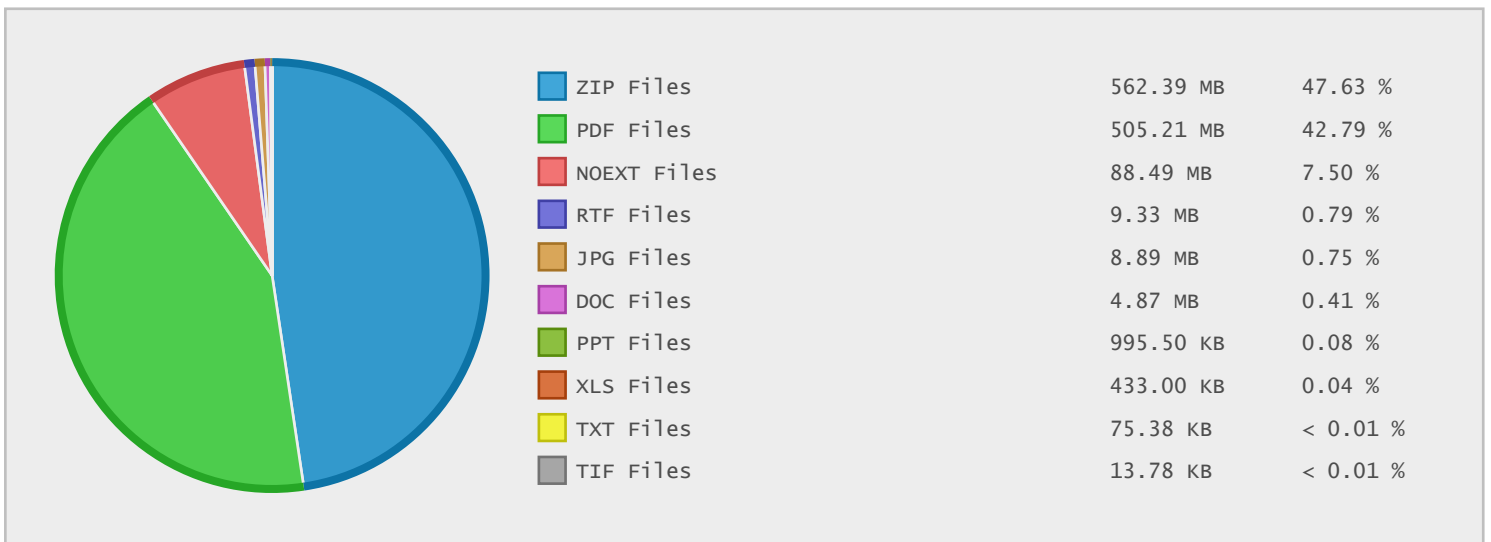 ZIP Files 562.39 MB 47.63 %
PDF Files 505.21 MB 42.79 %
NOEXT Files 88.49 MB 7.50 %
RTF Files 9.33 MB 0.79 %
JPG Files 8.89 MB 0.75 %
DOC Files 4.87 MB 0.41 %
PPT Files 995.50 KB 0.08 %
XLS Files 433.00 KB 0.04 %
TXT Files 75.38 KB < 0.01 %
TIF Files 13.78 KB < 0.01 %